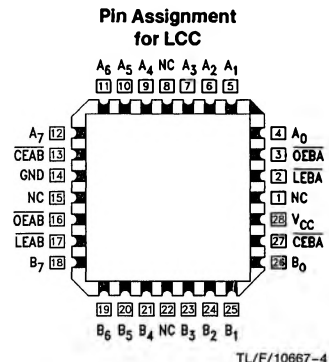 Pin Assignment
for LCC
A6 A5 A4 NC A3 A2 A1
11 10 9 8 7 6 5
A7 12
CEAB 13
GND 14
NC 15
OEAB 16
LEAB 17
B7 18
4 A0
3 OEBA
2 LEBA
1 NC
28 VCC
27 CEBA
26 B0
19 20 21 22 23 24 25
B6 B5 B4 NC B3 B2 B1
TL/F/10667-4